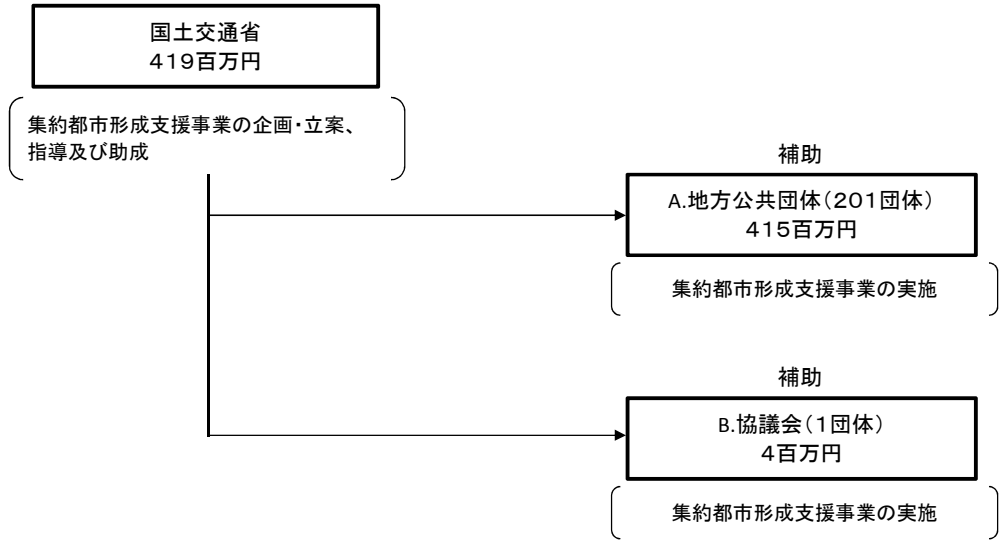 国土交通省
419百万円
集約都市形成支援事業の企画・立案、
指導及び助成
補助
A.地方公共団体（２０１団体）
415百万円
集約都市形成支援事業の実施
補助
B.協議会（１団体）
4百万円
集約都市形成支援事業の実施